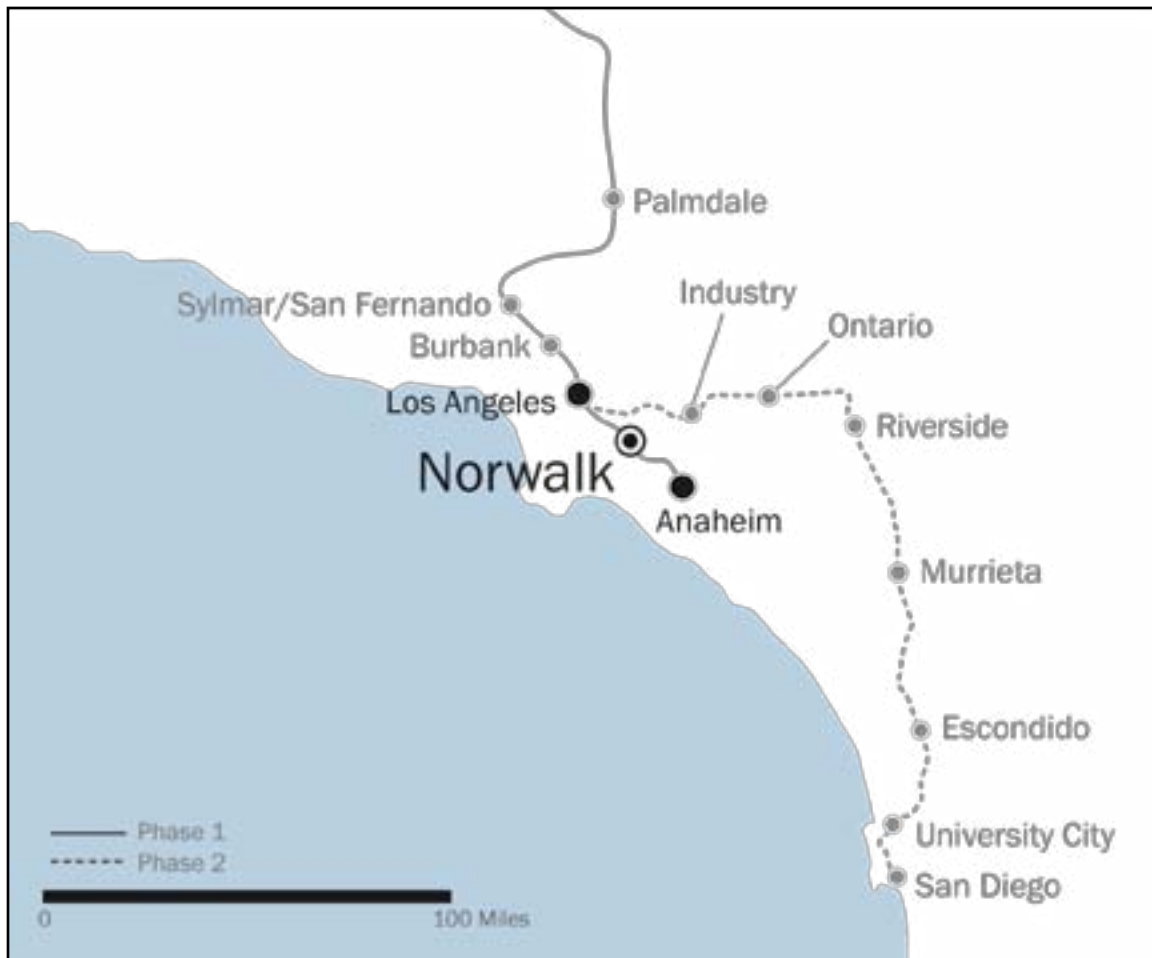 Palmdale
Industry
Sylmar/San Fernando
Ontario
Burbank
Los Angeles
Riverside
Norwalk
Anaheim
Murrieta
Escondido
Phase 1
University City
Phase 2
San Diego
0 100 Miles